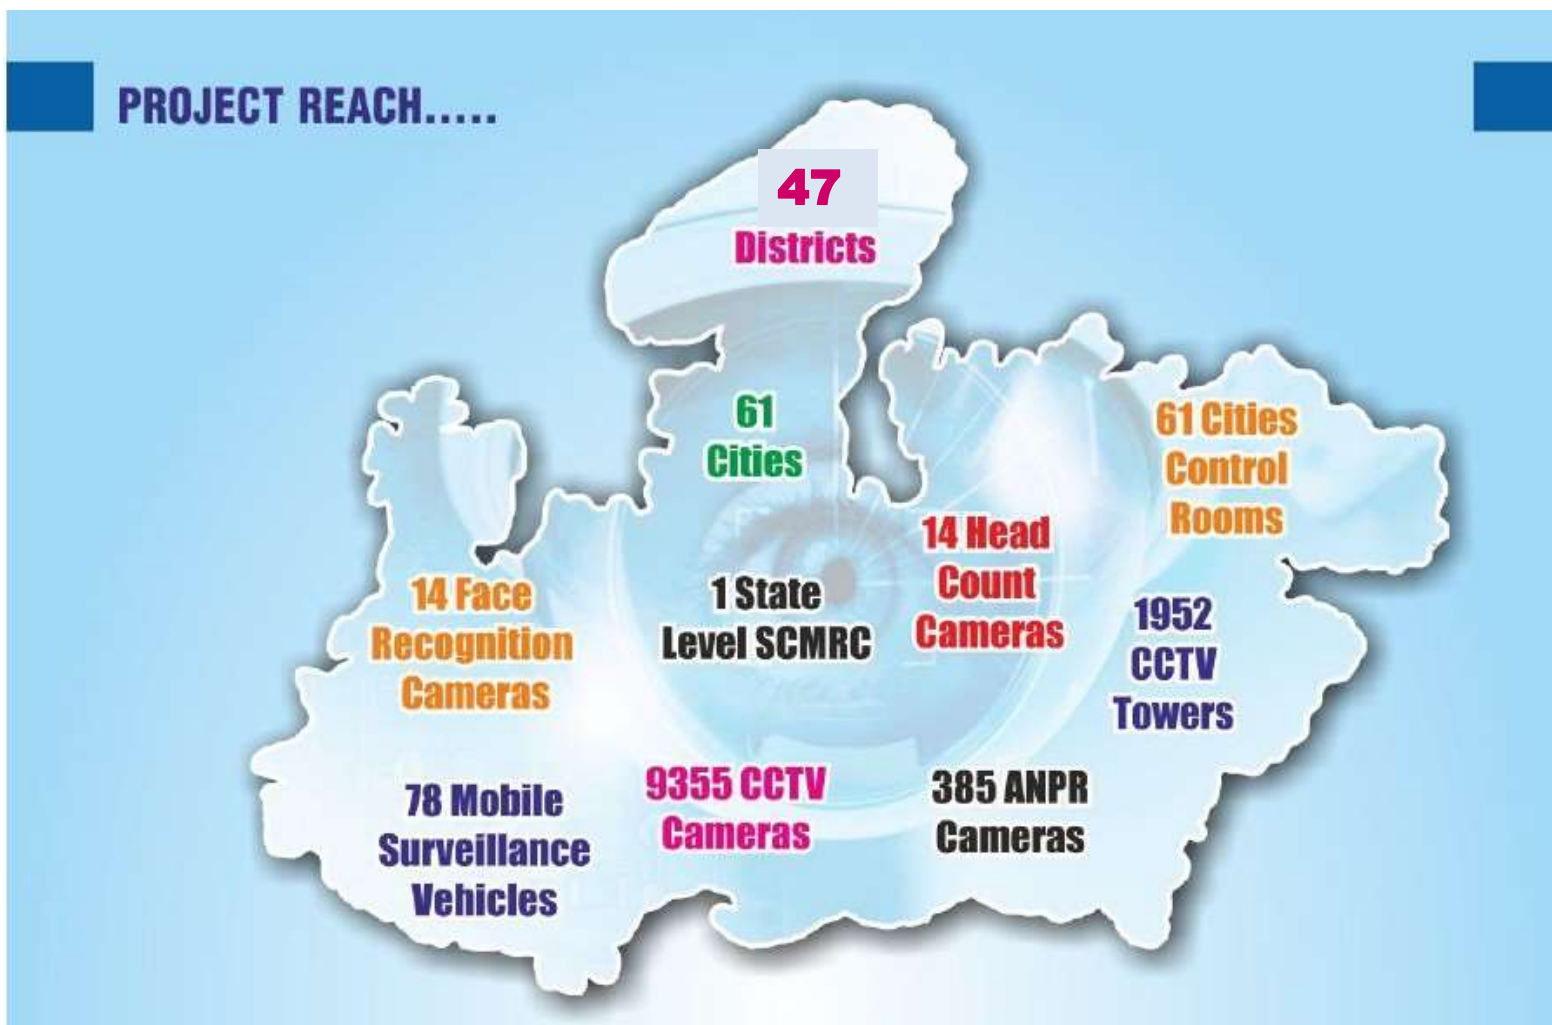 PROJECT REACH.....
47
Districts
61
Cities
61 Cities
Control
Rooms
14 Head
Count
Cameras
14 Face
Recognition
Cameras
1 State
Level SCMRC
1952
CCTV
Towers
78 Mobile
Surveillance
Vehicles
9355 CCTV
Cameras
385 ANPR
Cameras